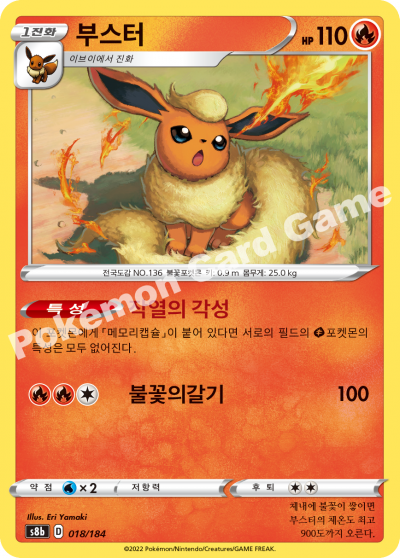 1진화
부스터
HP 110
이브이에서 진화
전국도감 NO.136 불꽃포켓몬 키: 0.9 m 몸무게: 25.0 kg
Pokémon Card Game
특성 작열의 각성
이 포켓몬에게 「메모리캡슐」이 붙어 있다면 서로의 필드의 포켓몬의
특성은 모두 없어진다.
불꽃의갈기 100
약점 ×2 저항력 후퇴
Illus. Eri Yamaki
s8b D 018/184
체내에 불꽃이 쌓이면
부스터의 체온도 최고
900도까지 오른다.
©2022 Pokémon/Nintendo/Creatures/GAME FREAK.